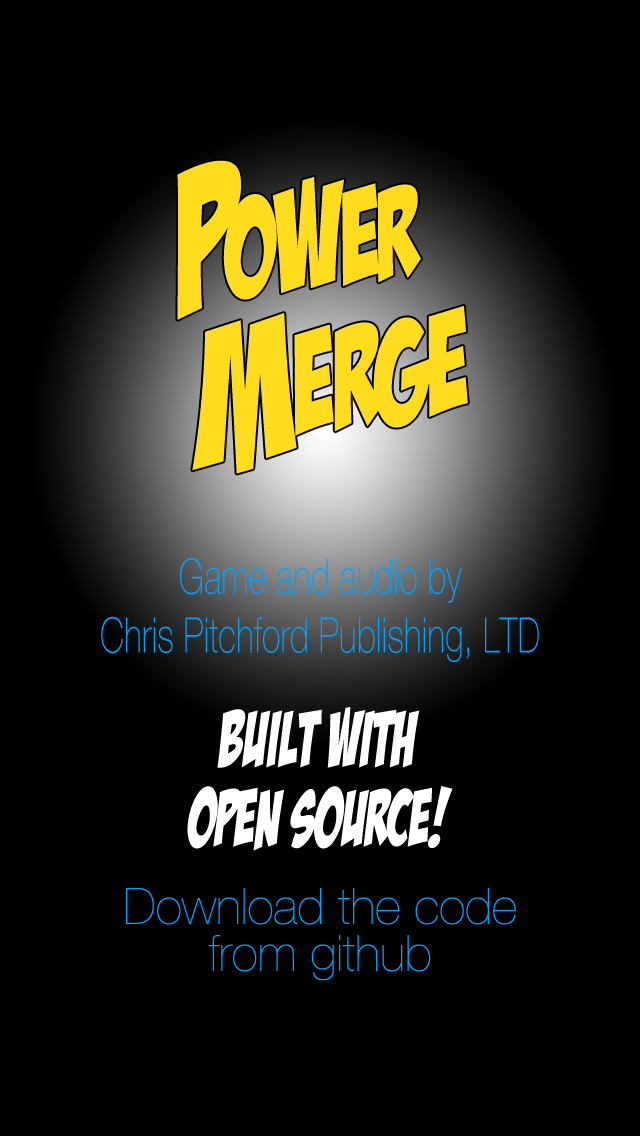 POWER
MERGE
Game and audio by
Chris Pitchford Publishing, LTD
BUILT WITH
OPEN SOURCE!
Download the code
from github